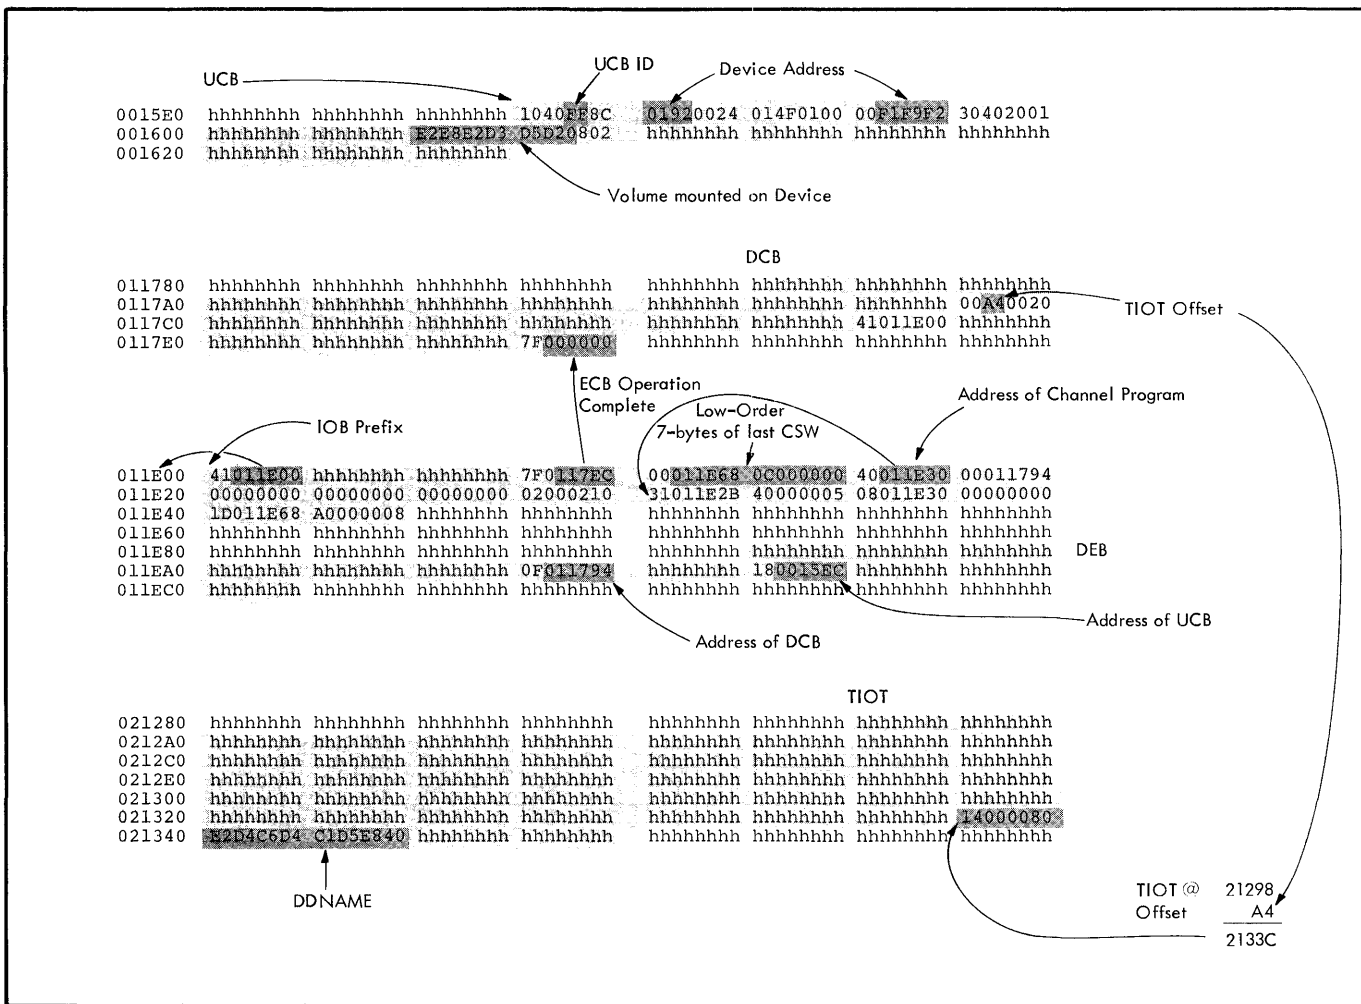 UCB
UCB ID
Device Address
0015E0 hhhhhhhh hhhhhhhh hhhhhhhh 1040FF8C 01920024 014F0100 00F1F9F2 30402001
001600 hhhhhhhh hhhhhhhh E2E8E2D3 D5D20802 hhhhhhhh hhhhhhhh hhhhhhhh hhhhhhhh
001620 hhhhhhhh hhhhhhhh hhhhhhhh
Volume mounted on Device
DCB
011780 hhhhhhhh hhhhhhhh hhhhhhhh hhhhhhhh hhhhhhhh hhhhhhhh hhhhhhhh hhhhhhhh
0117A0 hhhhhhhh hhhhhhhh hhhhhhhh hhhhhhhh hhhhhhhh hhhhhhhh hhhhhhhh 00A40020
0117C0 hhhhhhhh hhhhhhhh hhhhhhhh hhhhhhhh hhhhhhhh hhhhhhhh 41011E00 hhhhhhhh
0117E0 hhhhhhhh hhhhhhhh hhhhhhhh 7F000000 hhhhhhhh hhhhhhhh hhhhhhhh hhhhhhhh
TIOT Offset
ECB Operation
Complete
Low-Order
7-bytes of last CSW
Address of Channel Program
IOB Prefix
011E00 41011E00 hhhhhhhh hhhhhhhh 7F0117EC 00011E68 0C000000 40011E30 00011794
011E20 00000000 00000000 00000000 02000210 31011E2B 40000005 08011E30 00000000
011E40 1D011E68 A0000008 hhhhhhhh hhhhhhhh hhhhhhhh hhhhhhhh hhhhhhhh hhhhhhhh
011E60 hhhhhhhh hhhhhhhh hhhhhhhh hhhhhhhh hhhhhhhh hhhhhhhh hhhhhhhh hhhhhhhh
011E80 hhhhhhhh hhhhhhhh hhhhhhhh hhhhhhhh hhhhhhhh hhhhhhhh hhhhhhhh hhhhhhhh
DEB
011EA0 hhhhhhhh hhhhhhhh hhhhhhhh 0F011794 hhhhhhhh 180015EC hhhhhhhh hhhhhhhh
011EC0 hhhhhhhh hhhhhhhh hhhhhhhh hhhhhhhh hhhhhhhh hhhhhhhh hhhhhhhh hhhhhhhh
Address of UCB
Address of DCB
TIOT
021280 hhhhhhhh hhhhhhhh hhhhhhhh hhhhhhhh hhhhhhhh hhhhhhhh hhhhhhhh hhhhhhhh
0212A0 hhhhhhhh hhhhhhhh hhhhhhhh hhhhhhhh hhhhhhhh hhhhhhhh hhhhhhhh hhhhhhhh
0212C0 hhhhhhhh hhhhhhhh hhhhhhhh hhhhhhhh hhhhhhhh hhhhhhhh hhhhhhhh hhhhhhhh
0212E0 hhhhhhhh hhhhhhhh hhhhhhhh hhhhhhhh hhhhhhhh hhhhhhhh hhhhhhhh hhhhhhhh
021300 hhhhhhhh hhhhhhhh hhhhhhhh hhhhhhhh hhhhhhhh hhhhhhhh hhhhhhhh hhhhhhhh
021320 hhhhhhhh hhhhhhhh hhhhhhhh hhhhhhhh hhhhhhhh hhhhhhhh hhhhhhhh 14000080
021340 E2D4C6D4 C1D5E840 hhhhhhhh hhhhhhhh hhhhhhhh hhhhhhhh hhhhhhhh hhhhhhhh
DDNAME
TIOT @ 21298
Offset A4
2133C